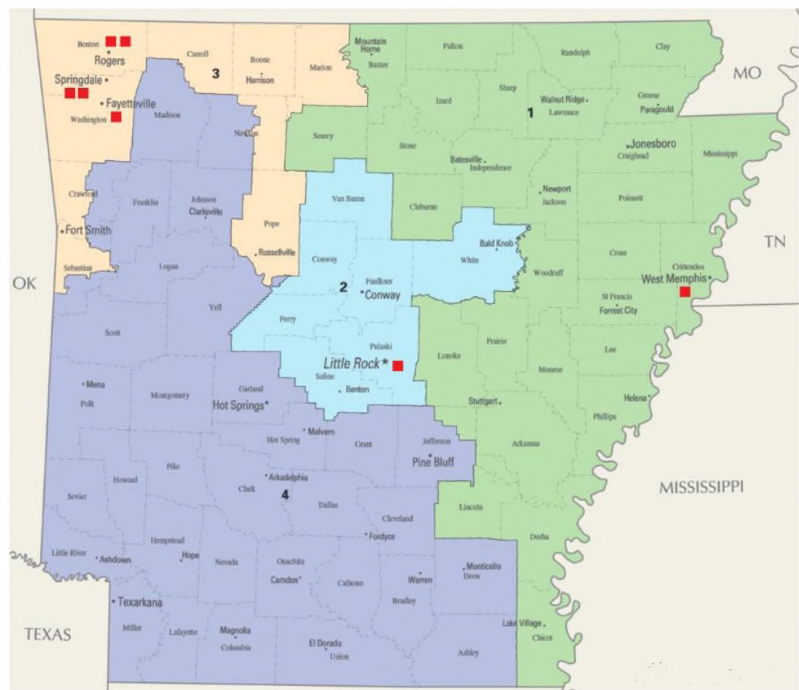 Benton
Rogers
Carroll
Boone
Harrison
Marion
3
Mountain
Home
Baxter
Fulton
Randolph
Clay
MO
Springdale
Fayetteville
Washington
Madison
Newton
Searcy
Izard
Sharp
1
Walnut Ridge
Lawrence
Greene
Paragould
Stone
Batesville
Independence
Jonesboro
Craighead
Mississippi
Crawford
Franklin
Johnson
Clarksville
Van Buren
Cleburne
Newport
Jackson
Poinsett
Fort Smith
Sebastian
Pope
Russellville
OK
Logan
Conway
Faulkner
Conway
2
Bald Knob
White
Woodruff
Cross
Crittenden
West Memphis
TN
St Francis
Forrest City
Scott
Yell
Perry
Pulaski
Little Rock
Saline
Benton
Lonoke
Prairie
Monroe
Lee
Mena
Polk
Montgomery
Garland
Hot Springs
Stuttgart
Helena
Phillips
Malvern
Hot Spring
Grant
Jefferson
Pine Bluff
Arkansas
MISSISSIPPI
Sevier
Howard
Pike
Clark
Arkadelphia
4
Dallas
Cleveland
Lincoln
Desha
Little River
Ashdown
Hempstead
Hope
Nevada
Ouachita
Camden
Fordyce
Calhoun
Warren
Bradley
Monticello
Drew
TEXAS
Texarkana
Miller
Lafayette
Magnolia
Columbia
El Dorado
Union
Ashley
Lake Village
Chicot